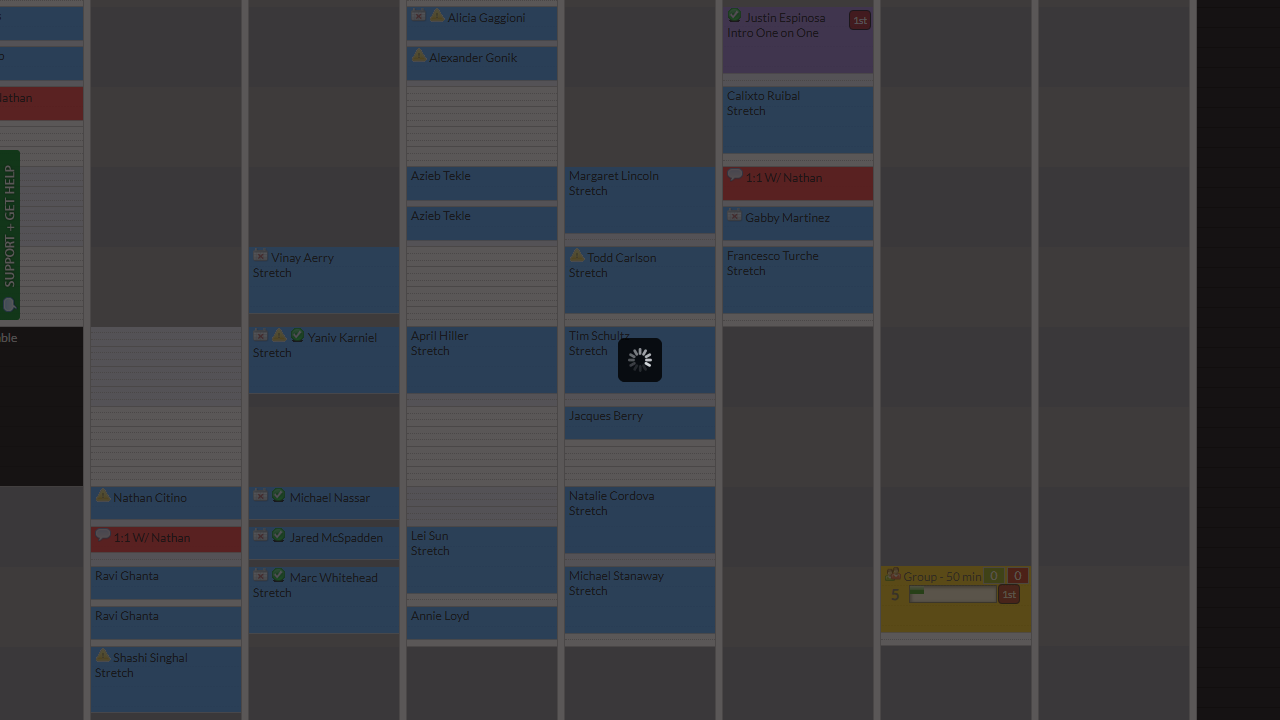 Nathan
SUPPORT + GET HELP
Nathan Citino
1:1 W/ Nathan
Ravi Ghanta
Ravi Ghanta
Shashi Singhal
Stretch
Vinay Aerry
Stretch
Yaniv Karniel
Stretch
Michael Nassar
Jared McSpadden
Marc Whitehead
Stretch
Alicia Gaggioni
Alexander Gonik
Azieb Tekle
Azieb Tekle
April Hiller
Stretch
Lei Sun
Stretch
Annie Loyd
Margaret Lincoln
Stretch
Todd Carlson
Stretch
Tim Schultz
Stretch
Jacques Berry
Natalie Cordova
Stretch
Michael Stanaway
Stretch
Justin Espinosa 1st
Intro One on One
Calixto Ruibal
Stretch
1:1 W/ Nathan
Gabby Martinez
Francesco Turche
Stretch
Group - 50 min 0 0
5 1st